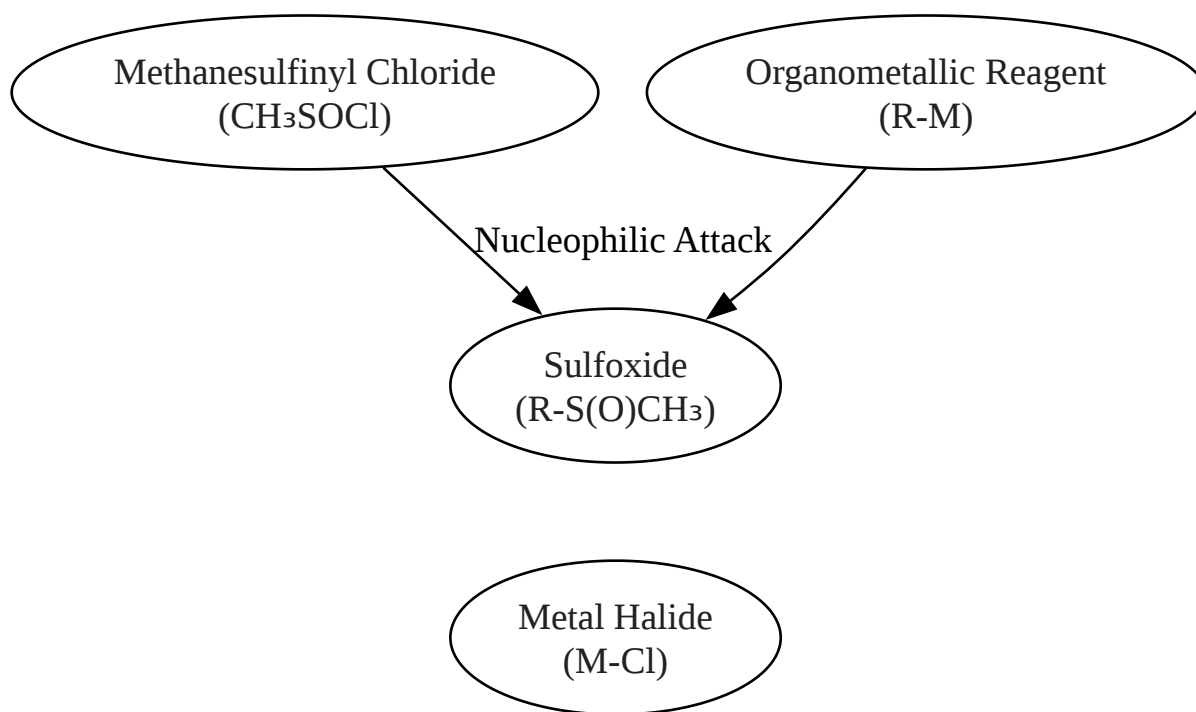 Methanesulfinyl Chloride
(CH₃SOCl)
Organometallic Reagent
(R-M)
Nucleophilic Attack
Sulfoxide
(R-S(O)CH₃)
Metal Halide
(M-Cl)